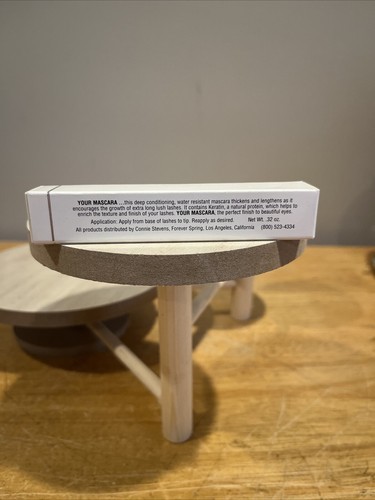 YOUR MASCARA ...this deep conditioning, water resistant mascara thickens and lengthens as it
encourages the growth of extra long lush lashes. It contains Keratin, a natural protein, which helps to
enrich the texture and finish of your lashes. YOUR MASCARA, the perfect finish to beautiful eyes.
Application: Apply from base of lashes to tip. Reapply as desired. Net Wt. .32 oz.
All products distributed by Connie Stevens, Forever Spring, Los Angeles, California (800) 523-4334